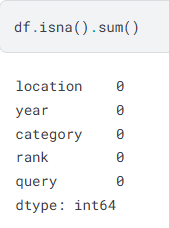 df.isna().sum()
location 0
year 0
category 0
rank 0
query 0
dtype: int64